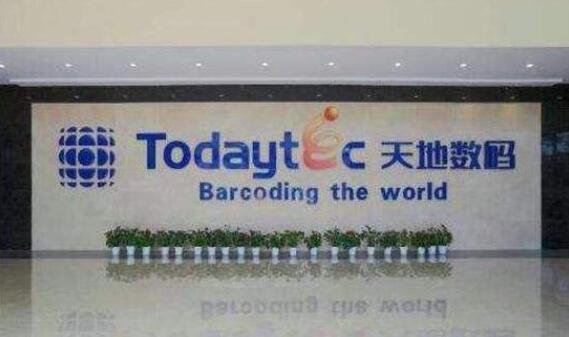 Todaytec 天地数码
Barcoding the world